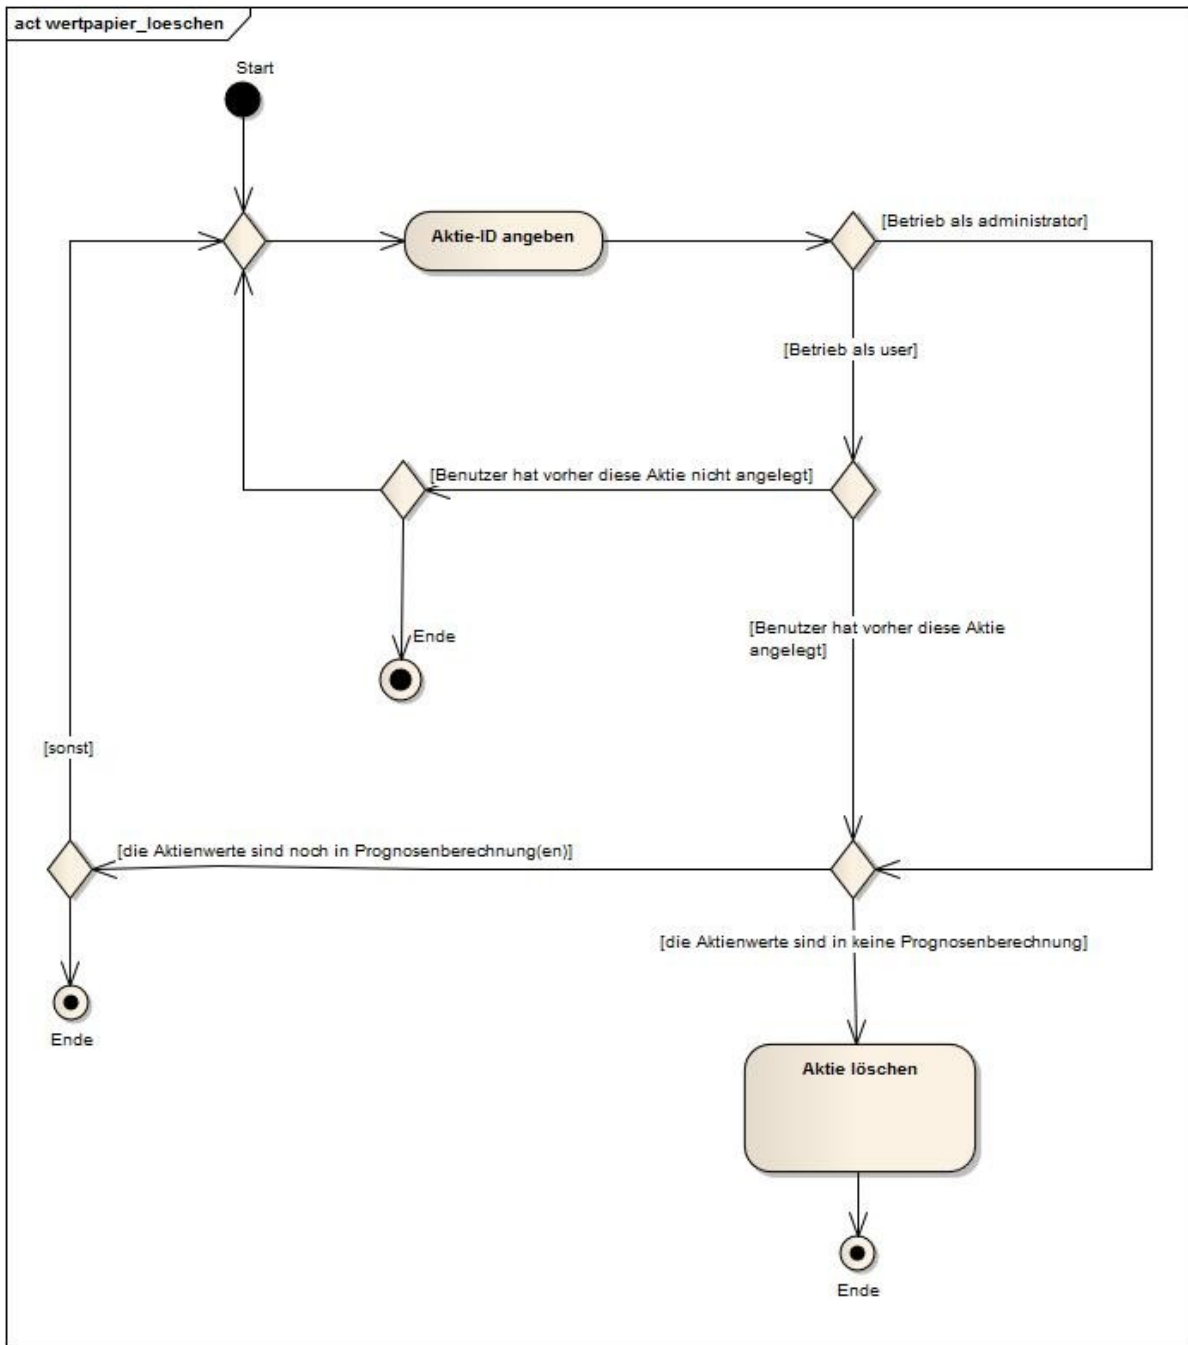 act wertpapier_loeschen
Start
Aktie-ID angeben
[Betrieb als administrator]
[Betrieb als user]
[Benutzer hat vorher diese Aktie nicht angelegt]
Ende
[Benutzer hat vorher diese Aktie
angelegt]
[sonst]
[die Aktienwerte sind noch in Prognosenberechnung(en)]
[die Aktienwerte sind in keine Prognosenberechnung]
Ende
Aktie löschen
Ende